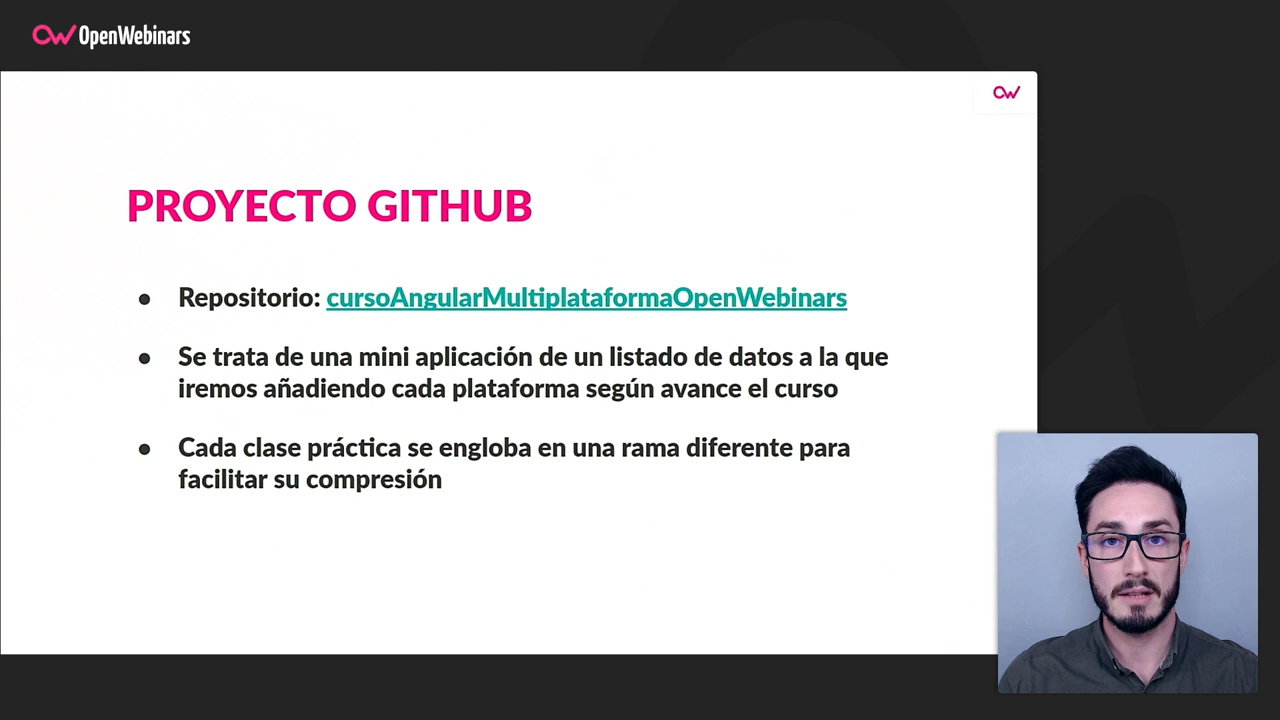 OpenWebinars
PROYECTO GITHUB
● Repositorio: cursoAngularMultiplataformaOpenWebinars
● Se trata de una mini aplicación de un listado de datos a la que
iremos añadiendo cada plataforma según avance el curso
● Cada clase práctica se engloba en una rama diferente para
facilitar su compresión